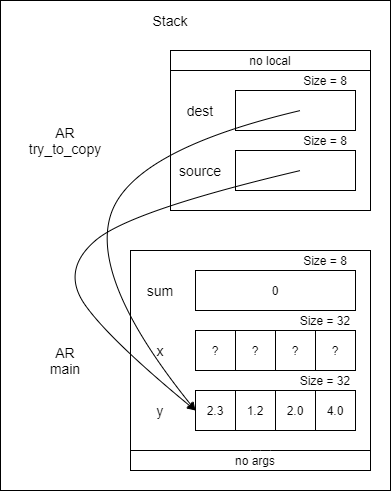 Stack
no local
Size = 8
dest
AR
try_to_copy
Size = 8
source
Size = 8
sum
0
Size = 32
x
?
?
?
?
AR
main
Size = 32
y
2.3
1.2
2.0
4.0
no args